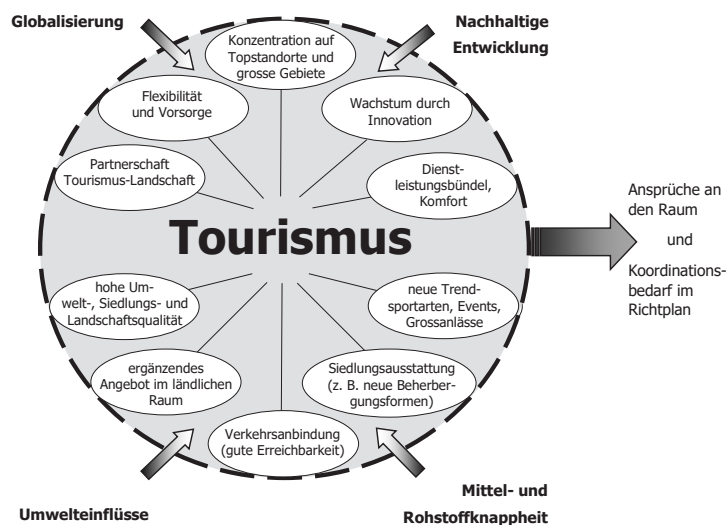 Globalisierung
Nachhaltige
Entwicklung
Konzentration auf
Topstandorte und
grosse Gebiete
Flexibilität
und Vorsorge
Wachstum durch
Innovation
Partnerschaft
Tourismus-Landschaft
Dienst-
leistungsbündel,
Komfort
Tourismus
Ansprüche an
den Raum
und
Koordinations-
bedarf im
Richtplan
hohe Um-
welt-, Siedlungs- und
Landschaftsqualität
neue Trend-
sportarten, Events,
Grossanlässe
ergänzendes
Angebot im ländlichen
Raum
Siedlungsausstattung
(z. B. neue Beherber-
gungsformen)
Verkehrsanbindung
(gute Erreichbarkeit)
Umwelteinflüsse
Mittel- und
Rohstoffknappheit